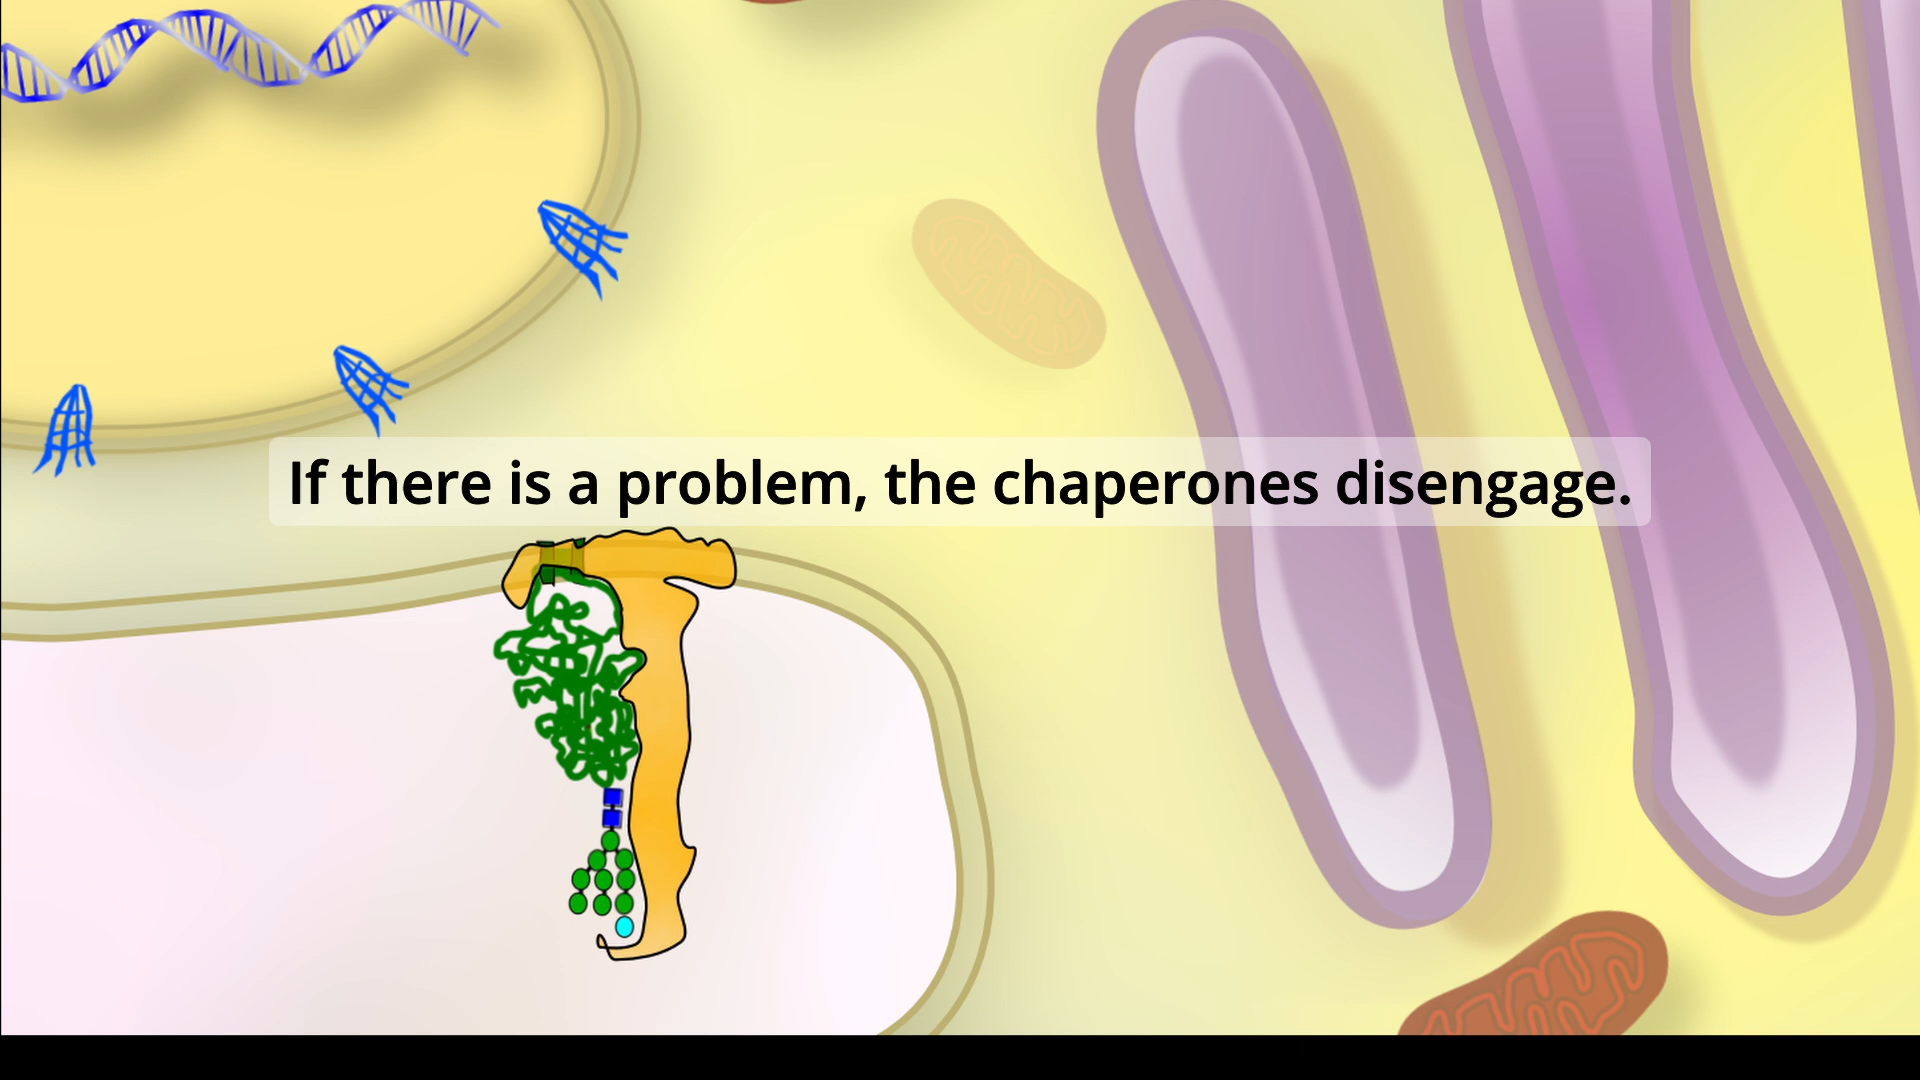 If there is a problem, the chaperones disengage.